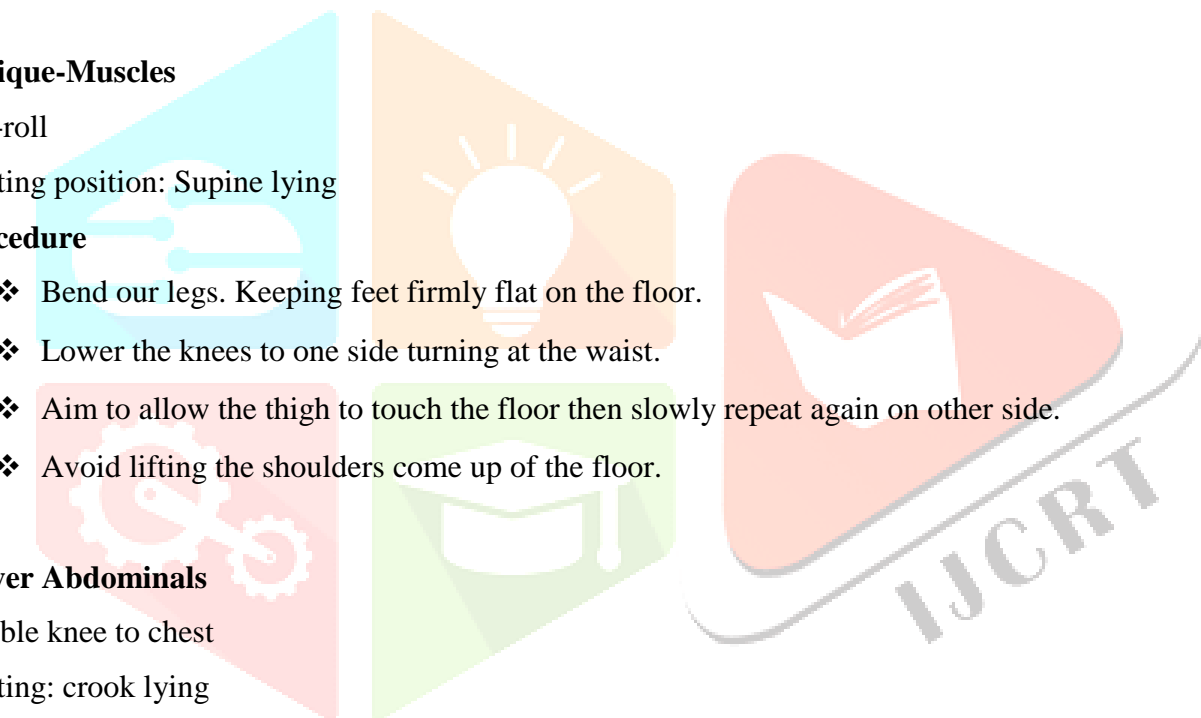 ique-Muscles
-roll
ting position: Supine lying
cedure
❖ Bend our legs. Keeping feet firmly flat on the floor.
❖ Lower the knees to one side turning at the waist.
❖ Aim to allow the thigh to touch the floor then slowly repeat again on other side.
❖ Avoid lifting the shoulders come up of the floor.
ver Abdominals
ble knee to chest
ting: crook lying
IJCRT